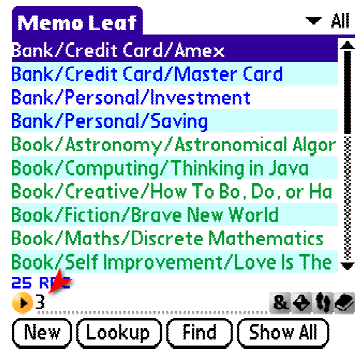 Memo Leaf
All
Bank/Credit Card/Amex
Bank/Credit Card/Master Card
Bank/Personal/Investment
Bank/Personal/Saving
Book/Astronomy/Astronomical Algor
Book/Computing/Thinking in Java
Book/Creative/How To Be, Do, or Ha
Book/Fiction/Brave New World
Book/Maths/Discrete Mathematics
Book/Self Improvement/Love Is The
25
3
&
New Lookup Find Show All